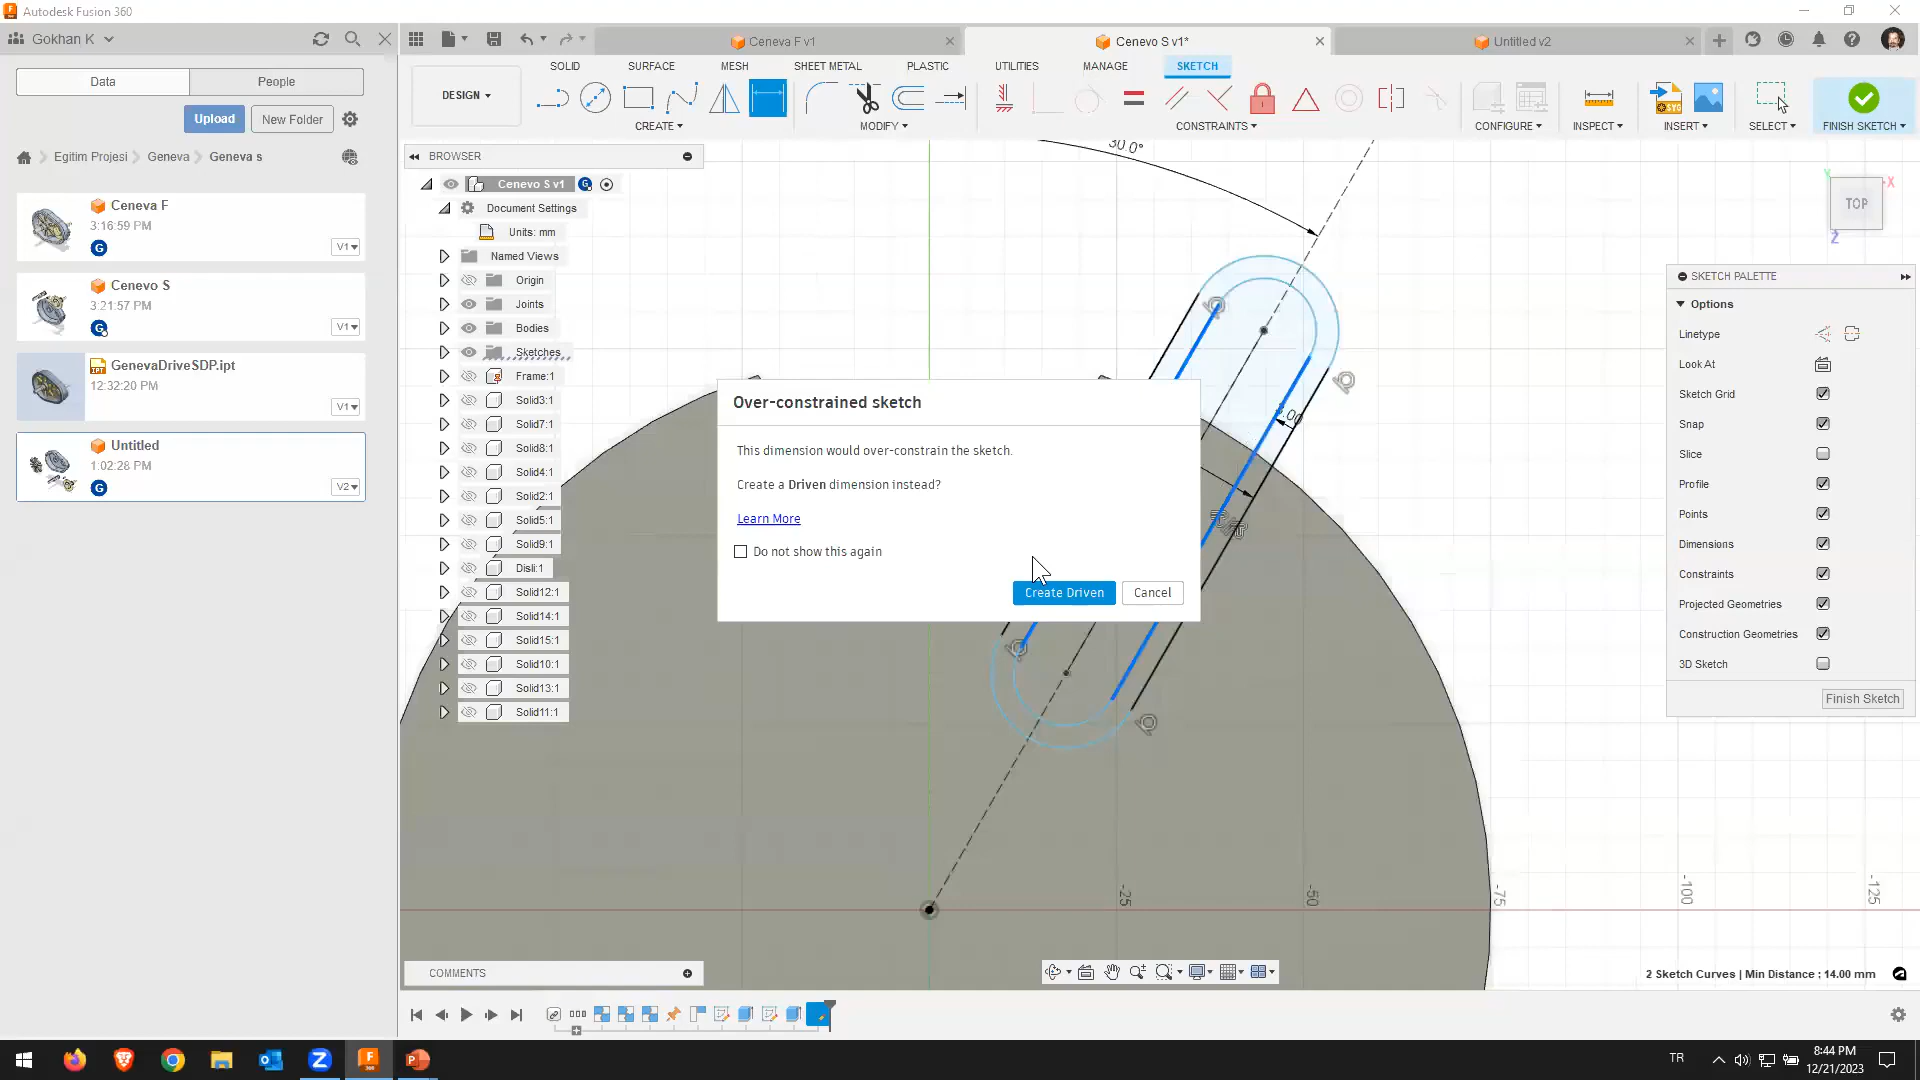 Autodesk Fusion 360
Gokhan K
Ceneva F v1
Cenevo S v1*
Untitled v2
Data
People
Upload
New Folder
Egitim Projesi
Geneva
Geneva s
Ceneva F
3:16:59 PM
V1
Cenevo S
3:21:57 PM
V1
GenevaDriveSDP.ipt
12:32:20 PM
V1
Untitled
1:02:28 PM
V2
DESIGN
SOLID
SURFACE
MESH
SHEET METAL
PLASTIC
UTILITIES
MANAGE
SKETCH
CREATE
MODIFY
CONSTRAINTS
CONFIGURE
INSPECT
INSERT
SELECT
FINISH SKETCH
BROWSER
Cenevo S v1
Document Settings
Units: mm
Named Views
Origin
Joints
Bodies
Sketches
Frame:1
Solid3:1
Solid7:1
Solid8:1
Solid4:1
Solid2:1
Solid5:1
Solid9:1
Disli:1
Solid12:1
Solid14:1
Solid15:1
Solid10:1
Solid13:1
Solid11:1
30.0°
TOP
X
Y
Z
Over-constrained sketch
This dimension would over-constrain the sketch.
Create a Driven dimension instead?
Learn More
Do not show this again
Create Driven
Cancel
-25
-50
-75
-100
-125
SKETCH PALETTE
Options
Linetype
Look At
Sketch Grid
Snap
Slice
Profile
Points
Dimensions
Constraints
Projected Geometries
Construction Geometries
3D Sketch
Finish Sketch
COMMENTS
2 Sketch Curves | Min Distance : 14.00 mm
TR
8:44 PM
12/21/2023